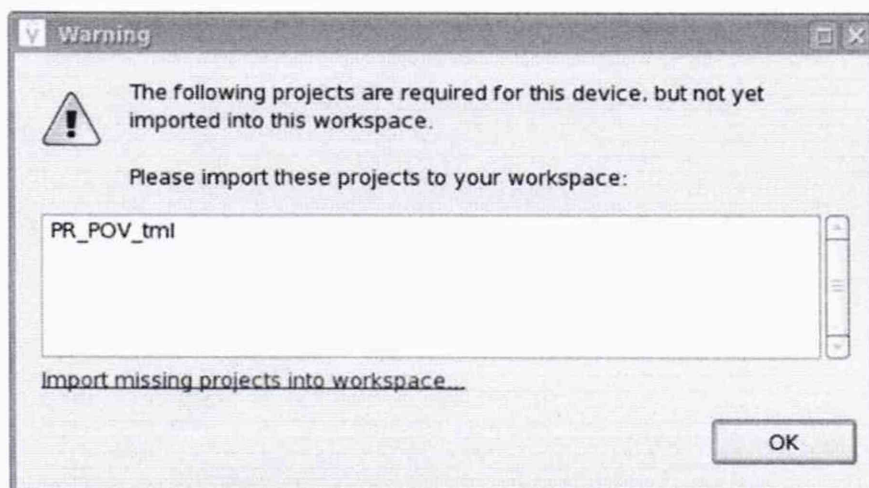 Warning
The following projects are required for this device, but not yet
imported into this workspace.
Please import these projects to your workspace:
PR_POV_tml
Import missing projects into workspace...
OK